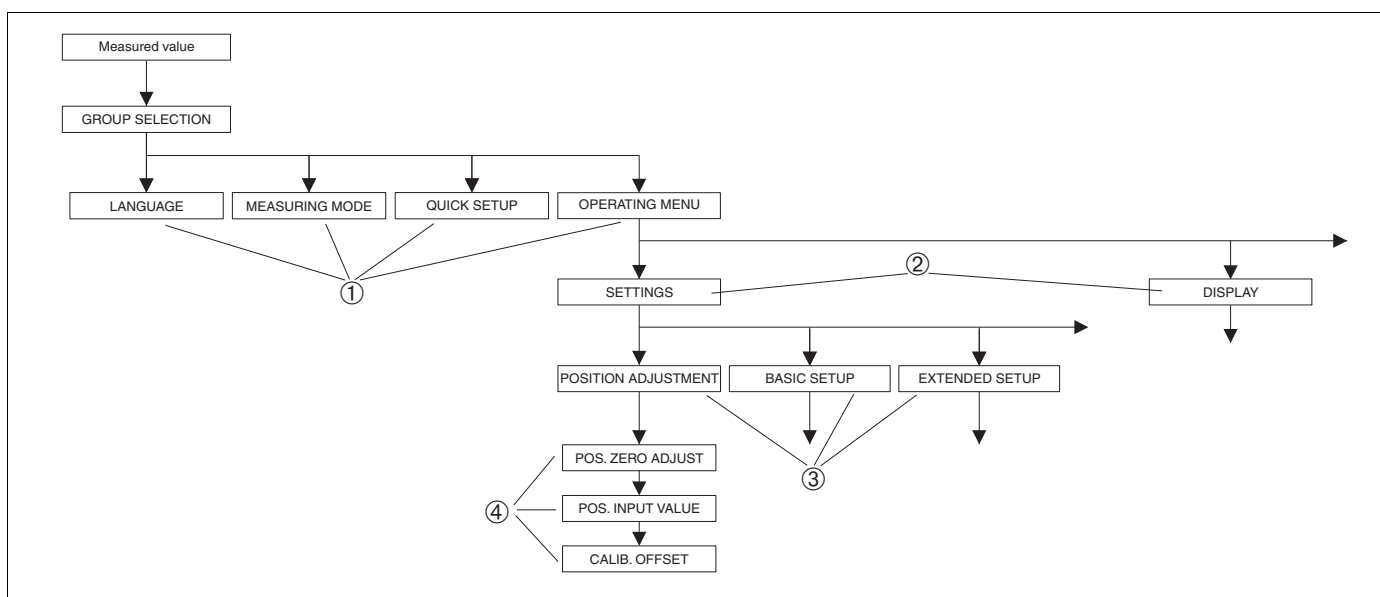 Measured value
GROUP SELECTION
LANGUAGE
MEASURING MODE
QUICK SETUP
OPERATING MENU
①
②
SETTINGS
DISPLAY
POSITION ADJUSTMENT
BASIC SETUP
EXTENDED SETUP
③
④
POS. ZERO ADJUST
POS. INPUT VALUE
CALIB. OFFSET